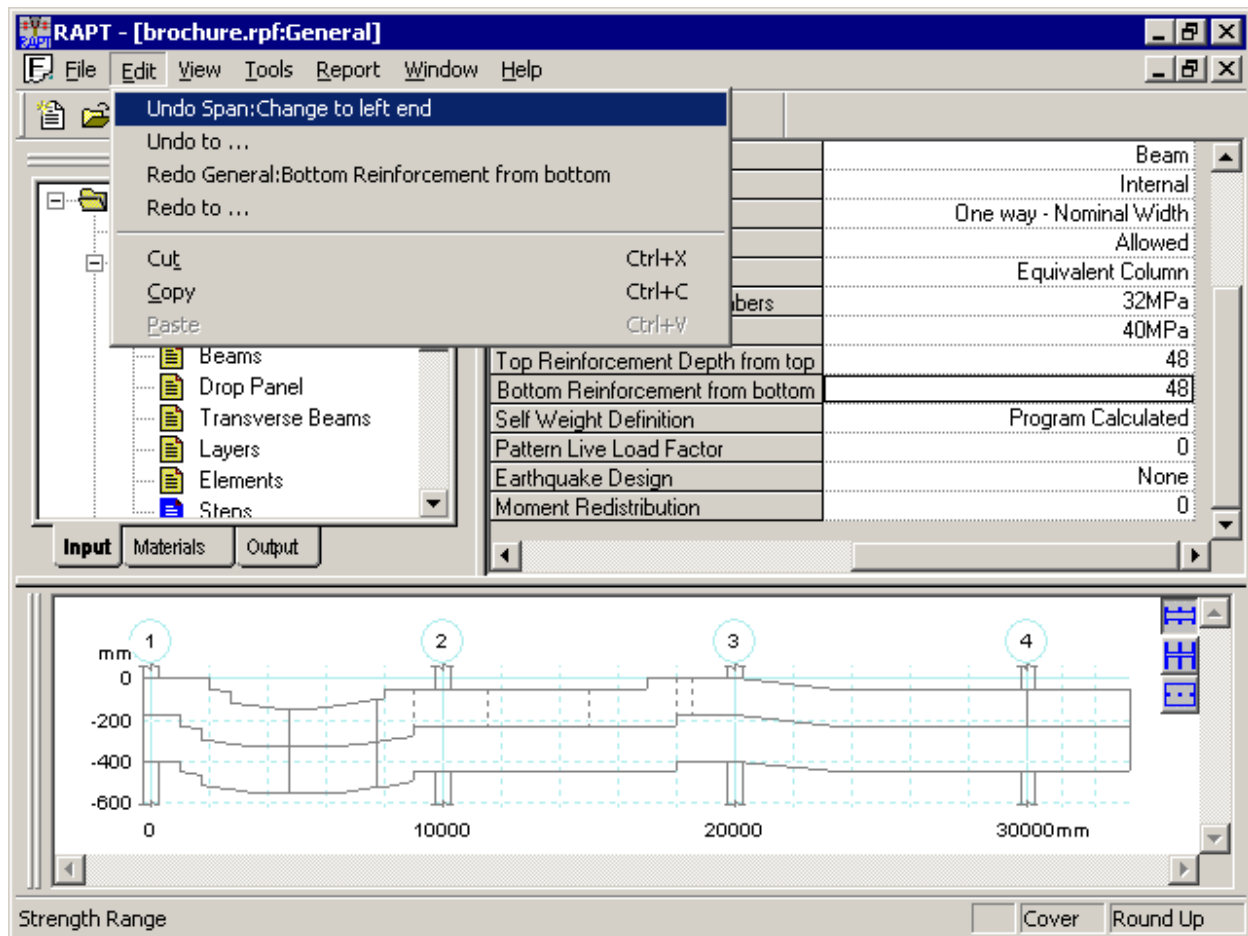 RAPT - [brochure.rpf:General]
File Edit View Tools Report Window Help
Undo Span:Change to left end
Undo to ...
Redo General:Bottom Reinforcement from bottom
Redo to ...
Cut Ctrl+X
Copy Ctrl+C
Paste Ctrl+V
Beam
Internal
One way - Nominal Width
Allowed
Equivalent Column
32MPa
40MPa
Top Reinforcement Depth from top 48
Bottom Reinforcement from bottom 48
Self Weight Definition Program Calculated
Pattern Live Load Factor 0
Earthquake Design None
Moment Redistribution 0
Beams
Drop Panel
Transverse Beams
Layers
Elements
Steps
Input Materials Output
1 2 3 4
mm
0
-200
-400
-600
0 10000 20000 30000mm
Strength Range Cover Round Up